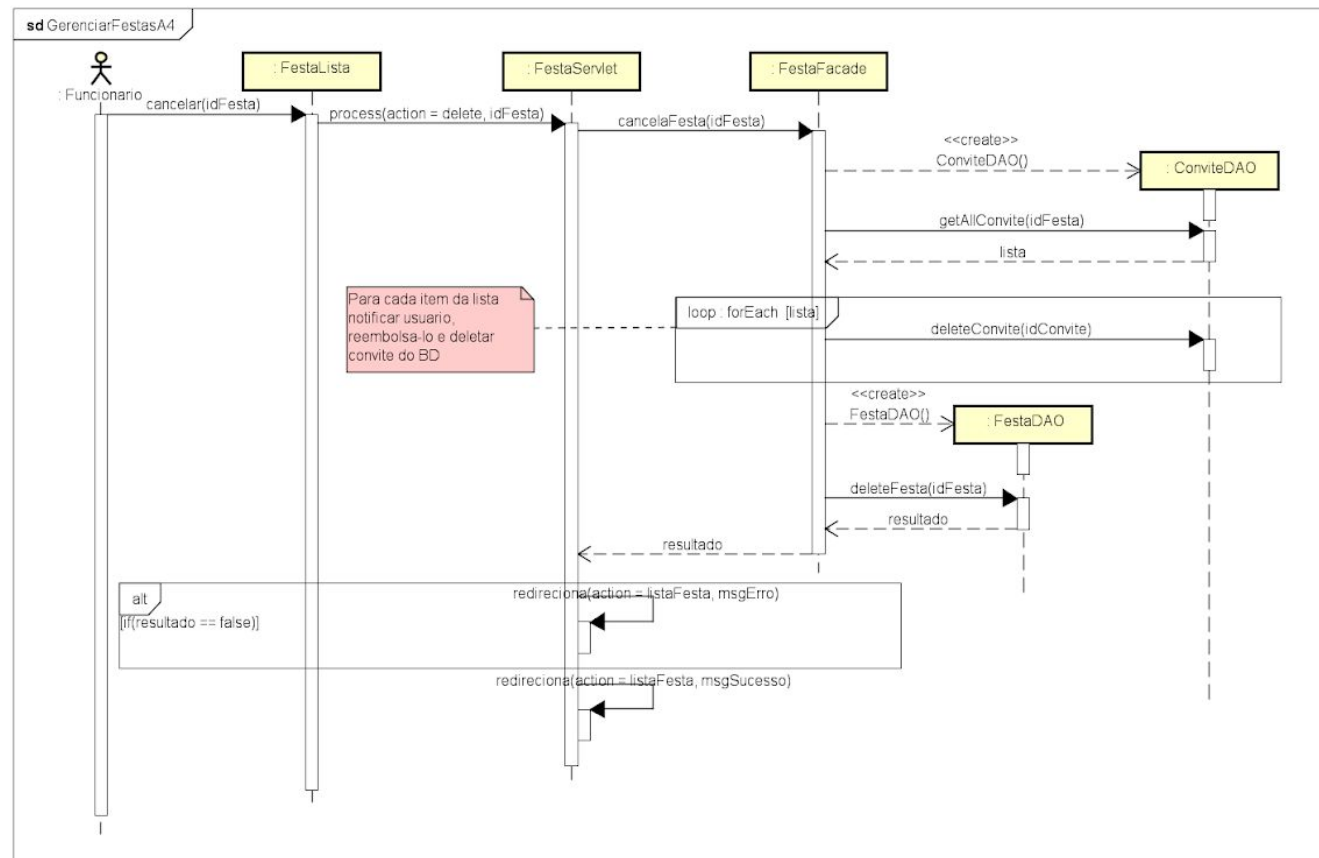 sd GerenciarFestasA4
: Funcionario
: FestaLista
: FestaServlet
: FestaFacade
cancelar(idFesta)
process(action = delete, idFesta)
cancelaFesta(idFesta)
<<create>>
ConviteDAO()
: ConviteDAO
getAllConvite(idFesta)
lista
Para cada item da lista
notificar usuario,
reembolsa-lo e deletar
convite do BD
loop : forEach [lista]
deleteConvite(idConvite)
<<create>>
FestaDAO()
: FestaDAO
deleteFesta(idFesta)
resultado
resultado
alt
[if(resultado == false)]
redireciona(action = listaFesta, msgErro)
redireciona(action = listaFesta, msgSucesso)